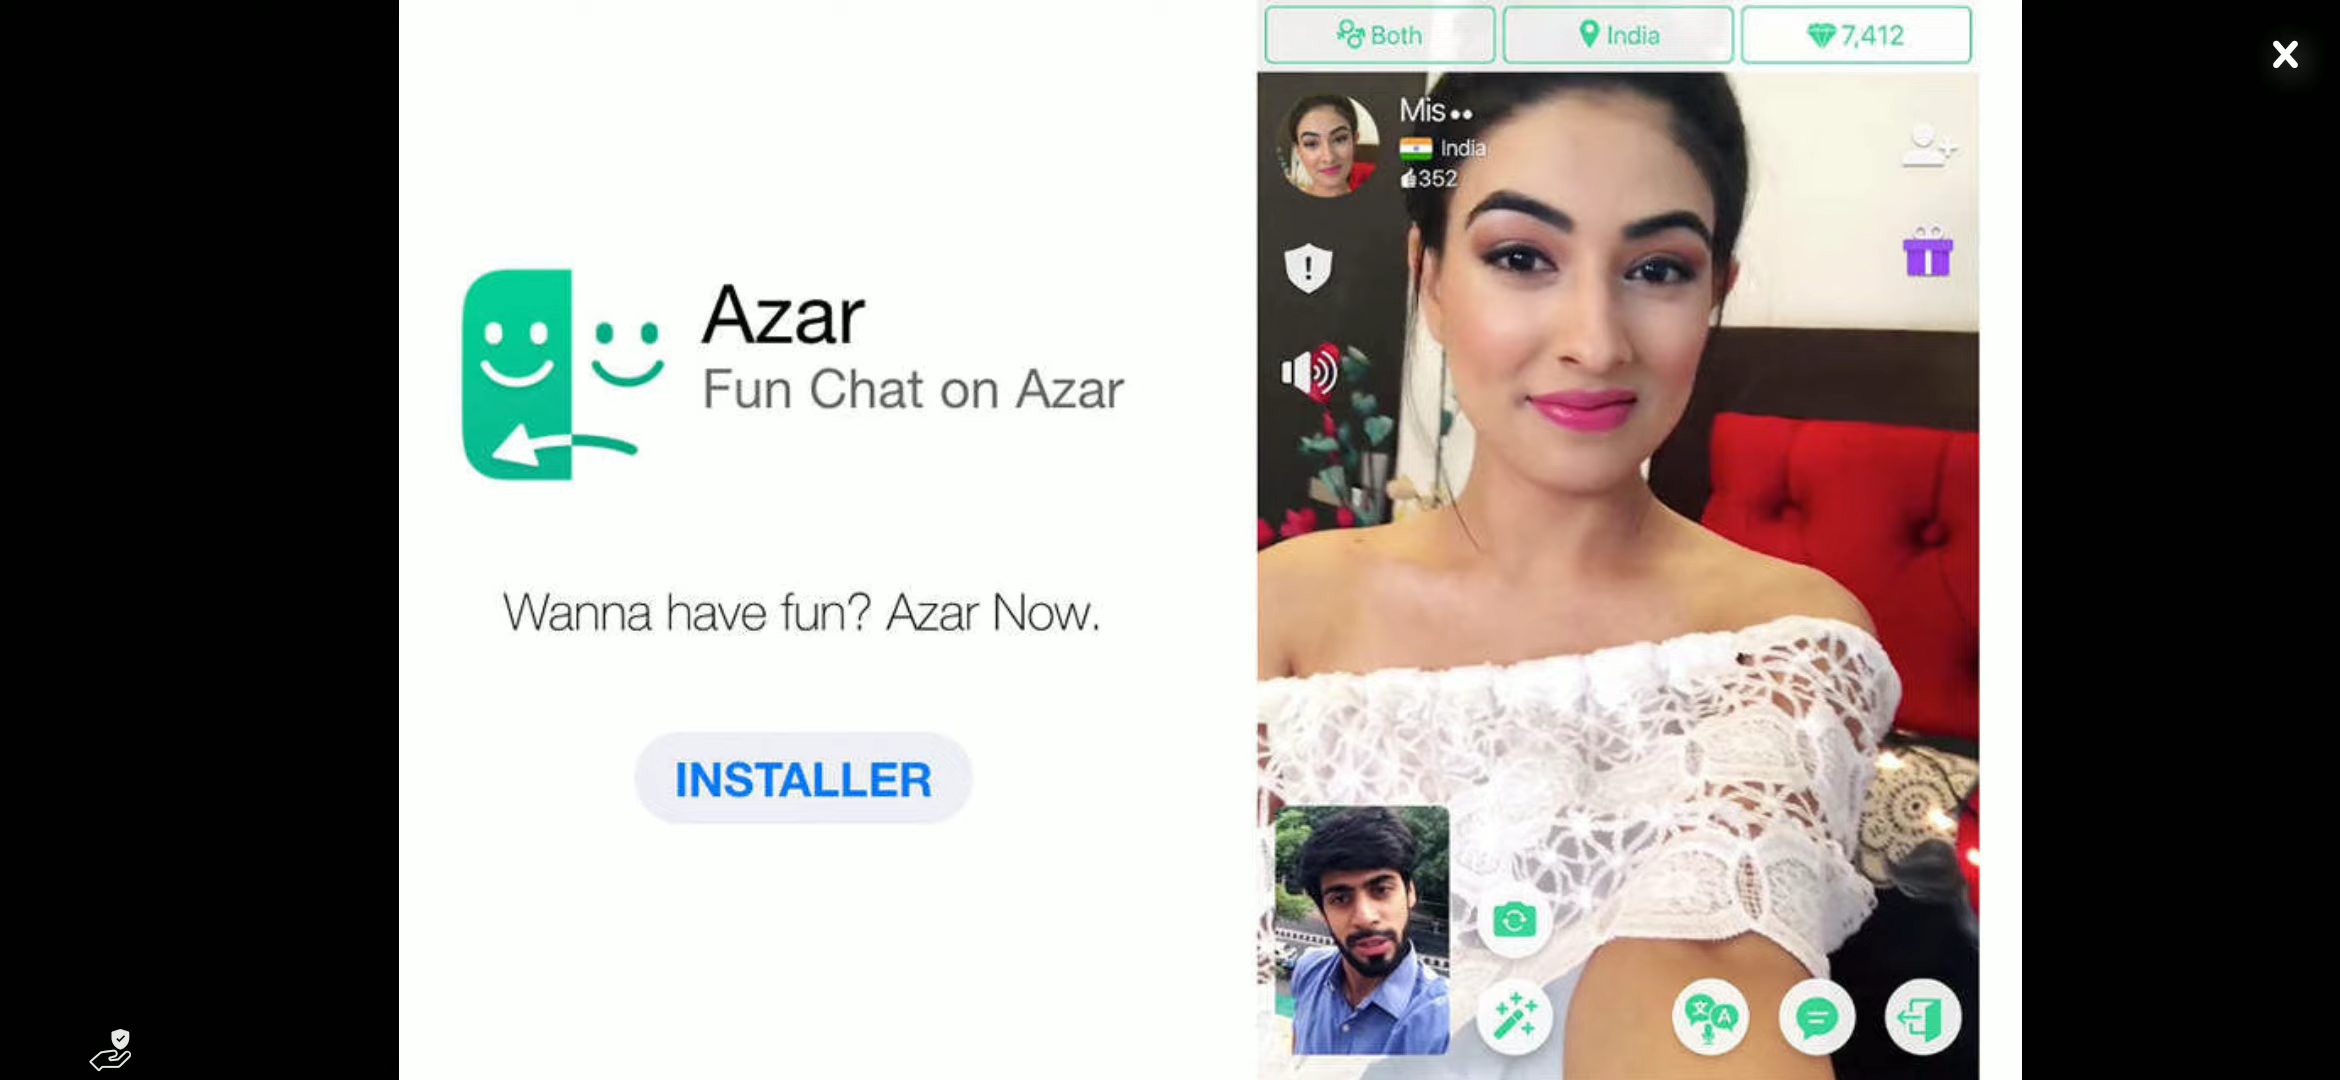 Azar
Fun Chat on Azar
Wanna have fun? Azar Now.
INSTALLER
Both
India
7,412
Mis••
India
352